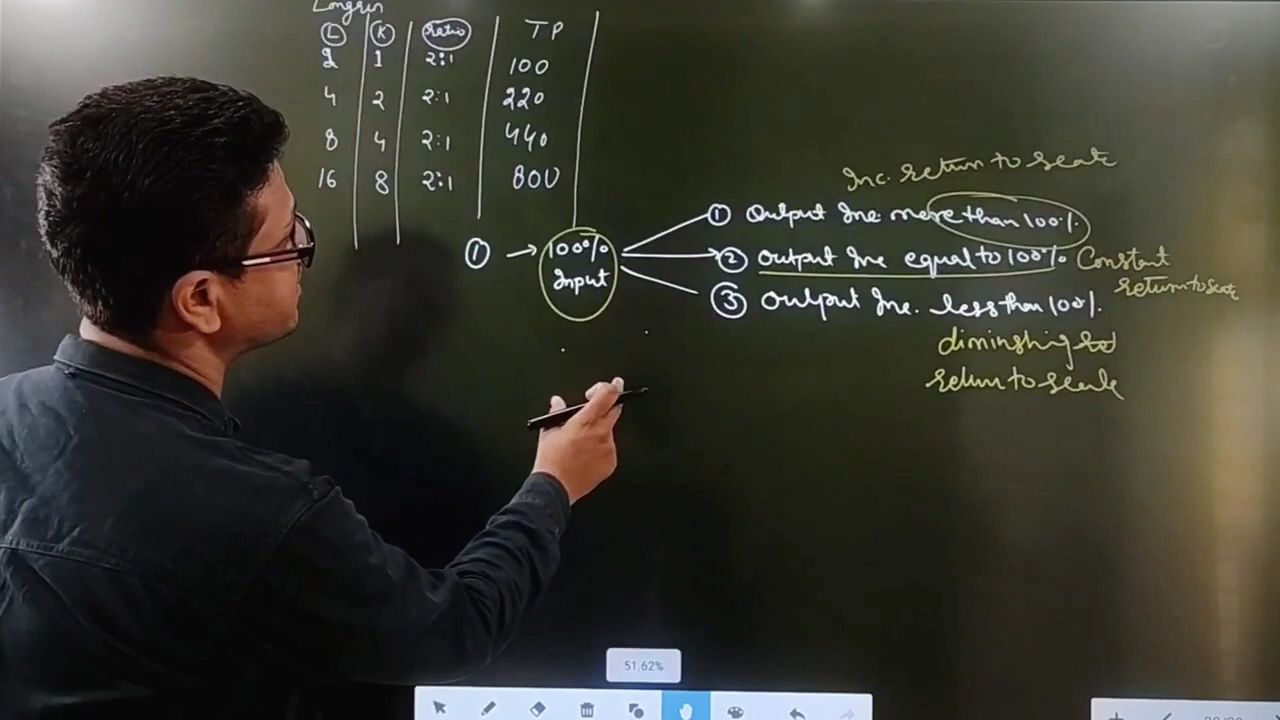 Longrun
L K Ratio TP
2 1 2:1 100
4 2 2:1 220
8 4 2:1 440
16 8 2:1 800
Inc. return to scale
① → 100% Input
① Output Inc. more than 100%.
② Output Inc equal to 100% Constant
return to scale
③ Output Inc. less than 100%.
diminshig
return to scale
51.62%